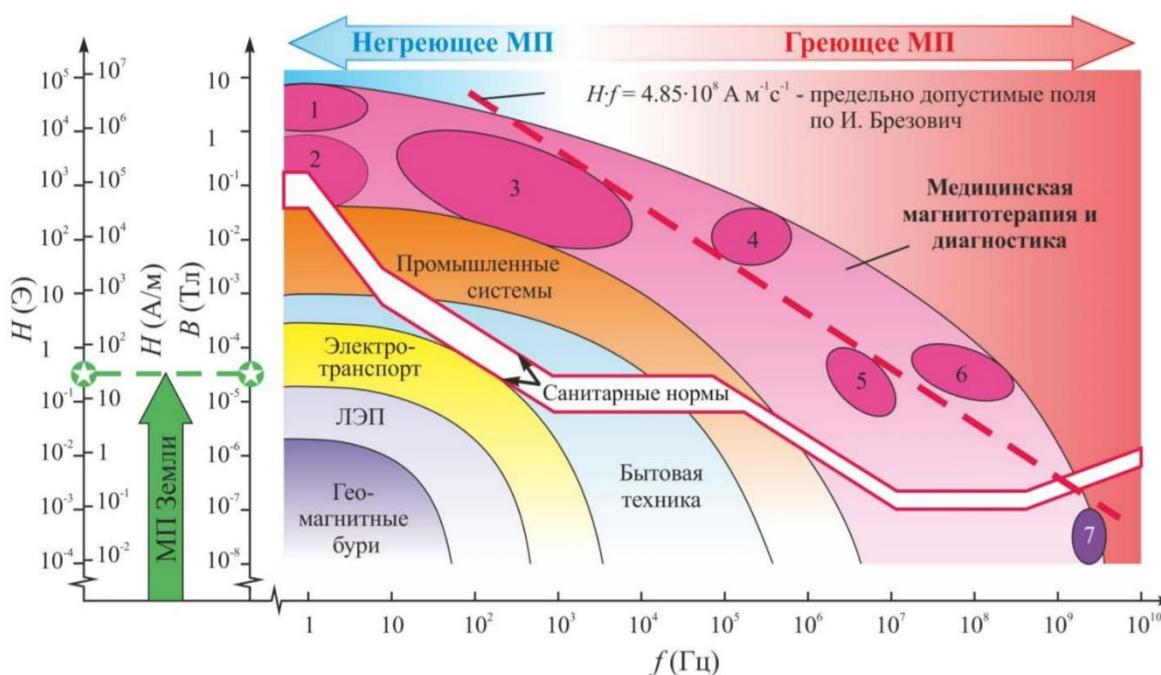 Негреющее МП
Греющее МП
H·f = 4.85·10⁸ А м⁻¹с⁻¹ - предельно допустимые поля
по И. Брезович
Медицинская
магнитотерапия и
диагностика
1
2
3
4
5
6
7
Промышленные
системы
Электро-
транспорт
Санитарные нормы
ЛЭП
Бытовая
техника
Гео-
магнитные
бури
МП Земли
H (Э)
10⁵
10⁴
10³
10²
10
1
10⁻¹
10⁻²
10⁻³
10⁻⁴
H (А/м)
10⁷
10⁶
10⁵
10⁴
10³
10²
10
1
10⁻¹
10⁻²
B (Тл)
10
1
10⁻¹
10⁻²
10⁻³
10⁻⁴
10⁻⁵
10⁻⁶
10⁻⁷
10⁻⁸
1 10 10² 10³ 10⁴ 10⁵ 10⁶ 10⁷ 10⁸ 10⁹ 10¹⁰
f (Гц)